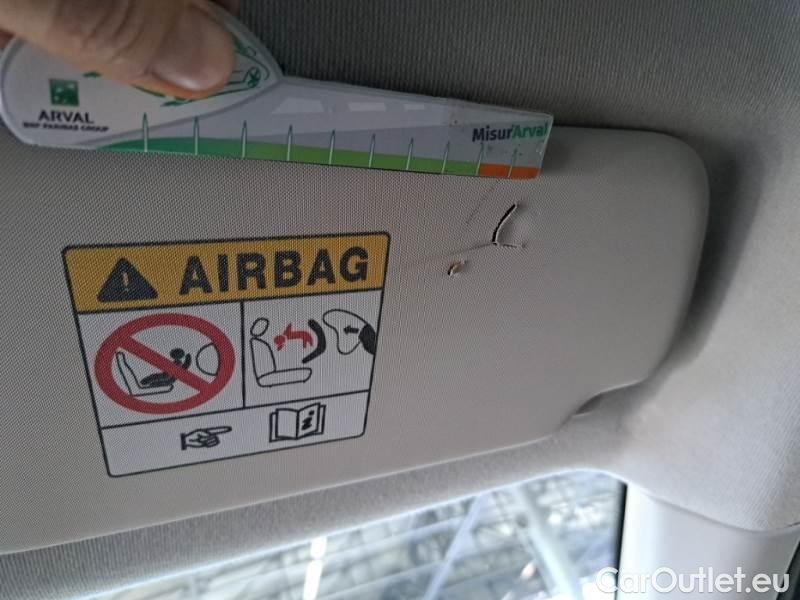 ARVAL
BNP PARIBAS GROUP
MisurArval
AIRBAG
CarOutlet.eu